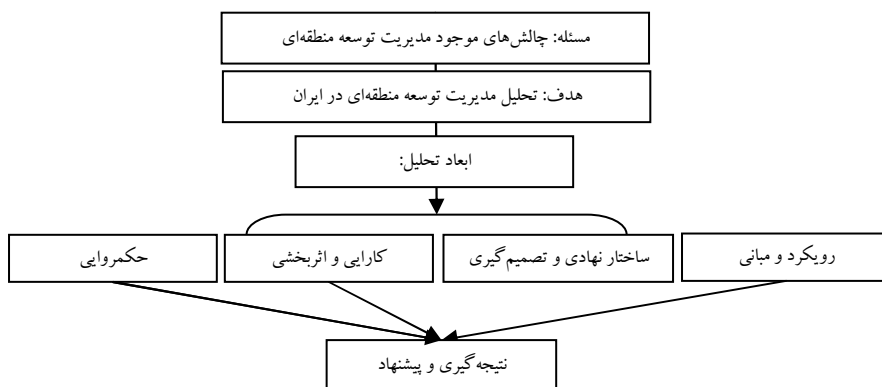 مسئله: چالش‌های موجود مدیریت توسعه منطقه‌ای
هدف: تحلیل مدیریت توسعه منطقه‌ای در ایران
ابعاد تحلیل:
رویکرد و مبانی
ساختار نهادی و تصمیم‌گیری
کارایی و اثربخشی
حکمروایی
نتیجه‌گیری و پیشنهاد